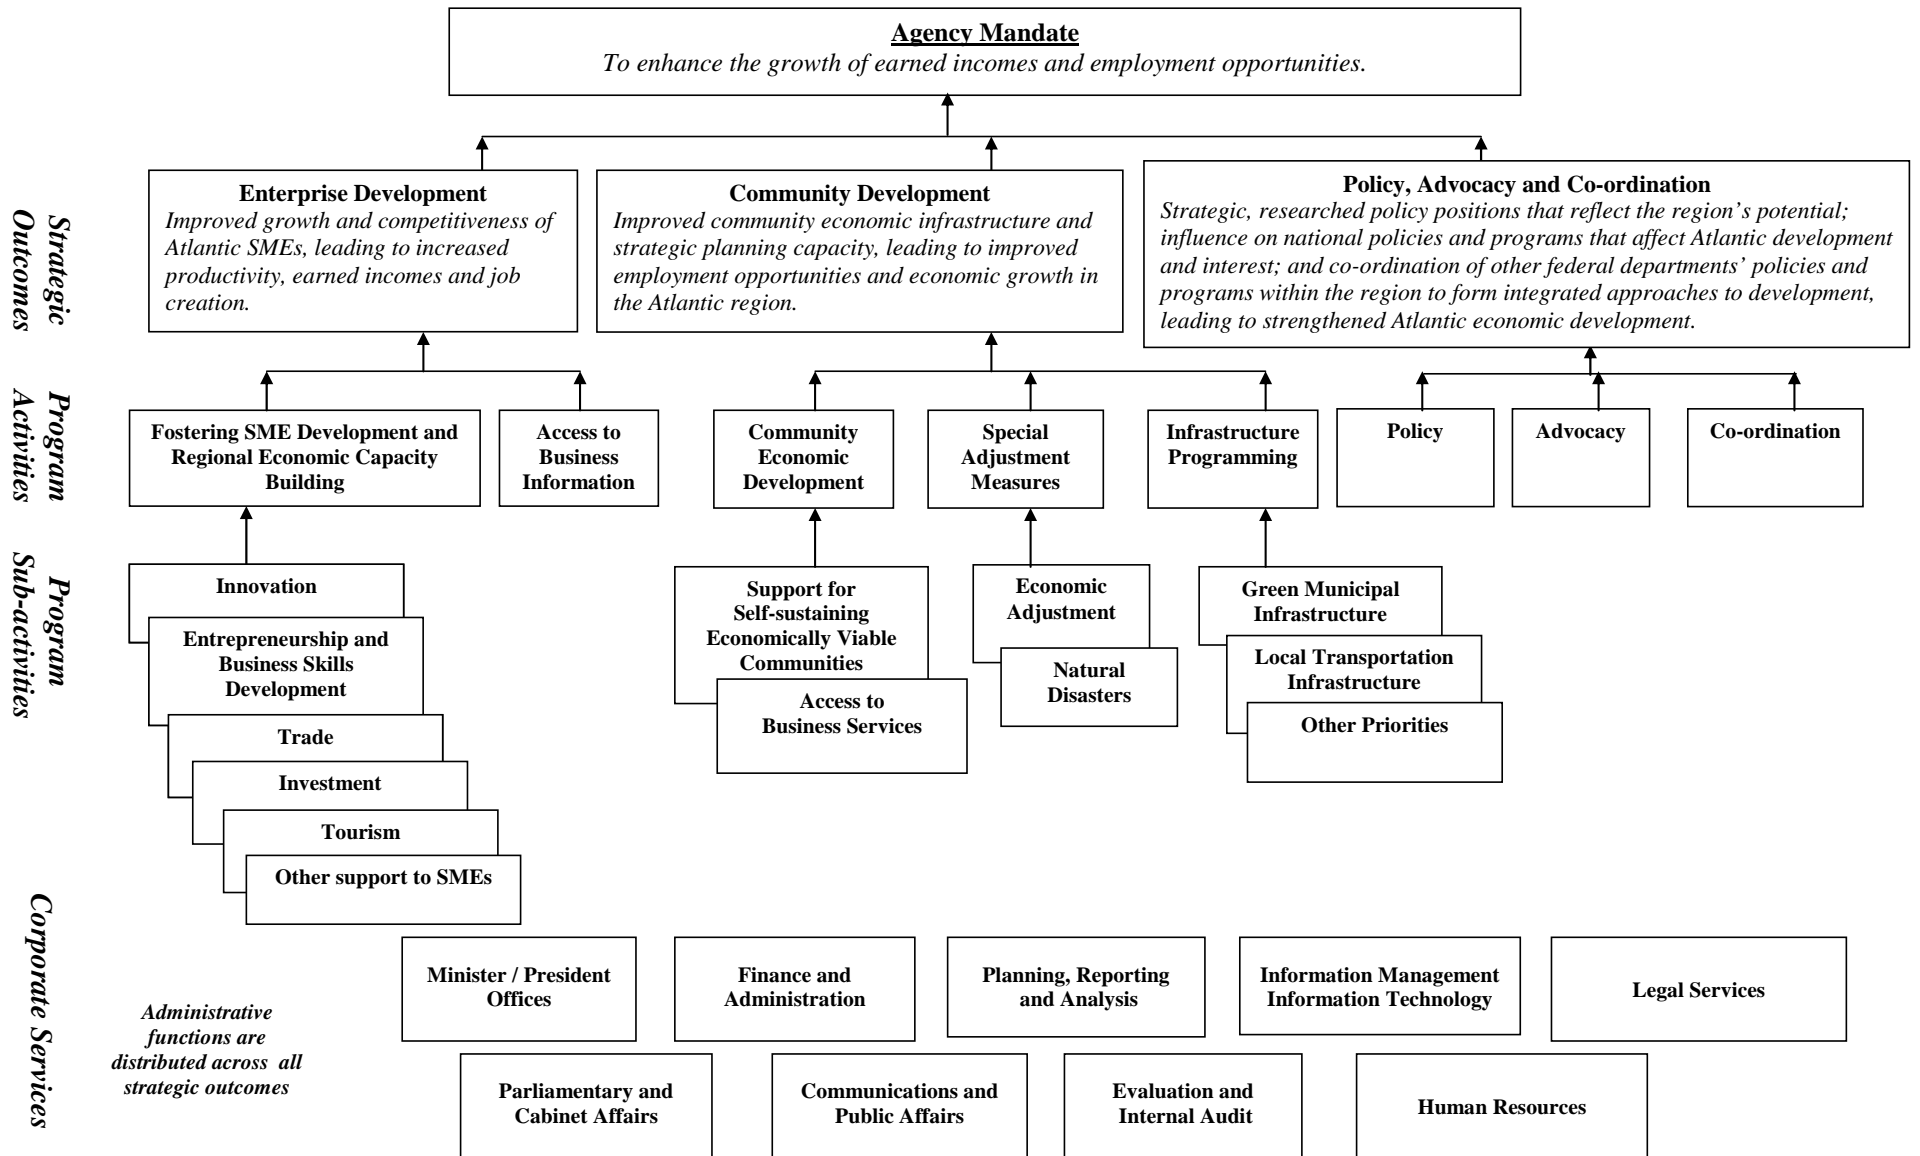 Agency Mandate
To enhance the growth of earned incomes and employment opportunities.
Strategic
Outcomes
Enterprise Development
Improved growth and competitiveness of
Atlantic SMEs, leading to increased
productivity, earned incomes and job
creation.
Community Development
Improved community economic infrastructure and
strategic planning capacity, leading to improved
employment opportunities and economic growth in
the Atlantic region.
Policy, Advocacy and Co-ordination
Strategic, researched policy positions that reflect the region’s potential;
influence on national policies and programs that affect Atlantic development
and interest; and co-ordination of other federal departments’ policies and
programs within the region to form integrated approaches to development,
leading to strengthened Atlantic economic development.
Program
Activities
Fostering SME Development and
Regional Economic Capacity
Building
Access to
Business
Information
Community
Economic
Development
Special
Adjustment
Measures
Infrastructure
Programming
Policy
Advocacy
Co-ordination
Program
Sub-activities
Innovation
Entrepreneurship and
Business Skills
Development
Trade
Investment
Tourism
Other support to SMEs
Support for
Self-sustaining
Economically Viable
Communities
Access to
Business Services
Economic
Adjustment
Natural
Disasters
Green Municipal
Infrastructure
Local Transportation
Infrastructure
Other Priorities
Corporate Services
Administrative
functions are
distributed across all
strategic outcomes
Minister / President
Offices
Finance and
Administration
Planning, Reporting
and Analysis
Information Management
Information Technology
Legal Services
Parliamentary and
Cabinet Affairs
Communications and
Public Affairs
Evaluation and
Internal Audit
Human Resources